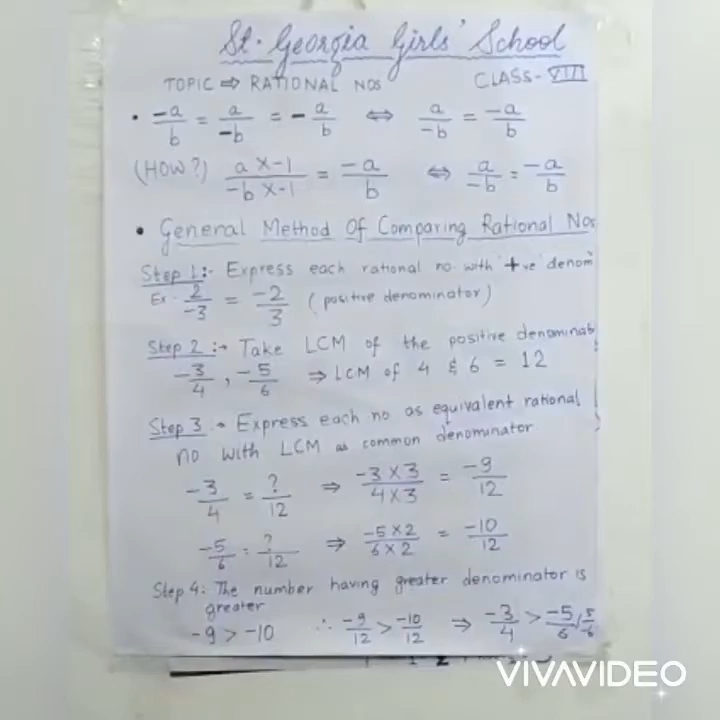 St. Georgia Girls' School
TOPIC ⇒ RATIONAL NOS CLASS - VIII
• -a/b = a/-b = - a/b ⇔ a/-b = -a/b
(HOW?) a × -1 / -b × -1 = -a/b ⇔ a/-b = -a/b
• General Method Of Comparing Rational Nos
Step 1:- Express each rational no. with '+ve' denom
Ex - 2/-3 = -2/3 (positive denominator)
Step 2 :→ Take LCM of the positive denominat
-3/4 , -5/6 ⇒ LCM of 4 & 6 = 12
Step 3 → Express each no as equivalent rational
no with LCM as common denominator
-3/4 = ?/12 ⇒ -3 × 3 / 4 × 3 = -9/12
-5/6 = ?/12 ⇒ -5 × 2 / 6 × 2 = -10/12
Step 4: The number having greater denominator is
greater
-9 > -10 ∴ -9/12 > -10/12 ⇒ -3/4 > -5/6 / 5/-6
VIVAVIDEO